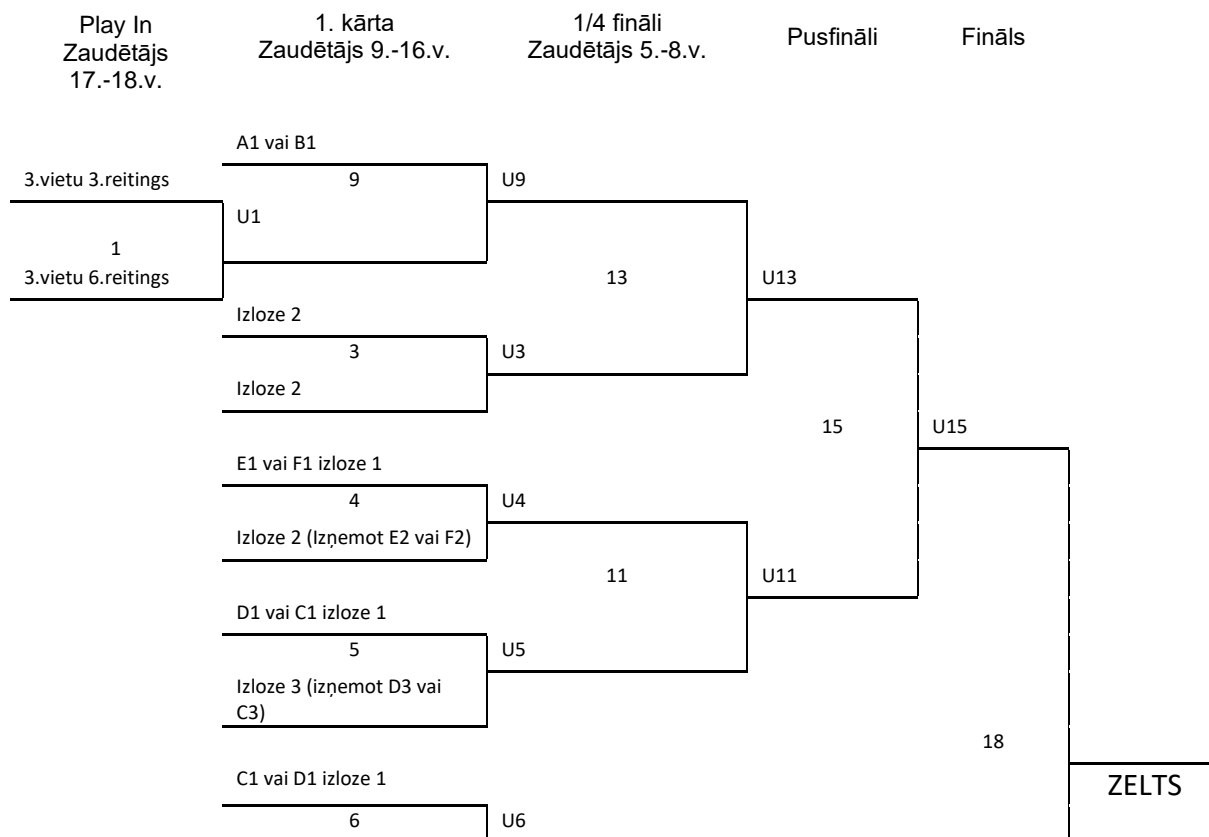 Play In
Zaudētājs
17.-18.v.
1. kārta
Zaudētājs 9.-16.v.
1/4 fināli
Zaudētājs 5.-8.v.
Pusfināli
Fināls
A1 vai B1
3.vietu 3.reitings
9
U9
U1
1
3.vietu 6.reitings
13
U13
Izloze 2
3
U3
Izloze 2
15
U15
E1 vai F1 izloze 1
4
U4
Izloze 2 (Izņemot E2 vai F2)
11
U11
D1 vai C1 izloze 1
5
U5
Izloze 3 (izņemot D3 vai
C3)
18
C1 vai D1 izloze 1
ZELTS
6
U6